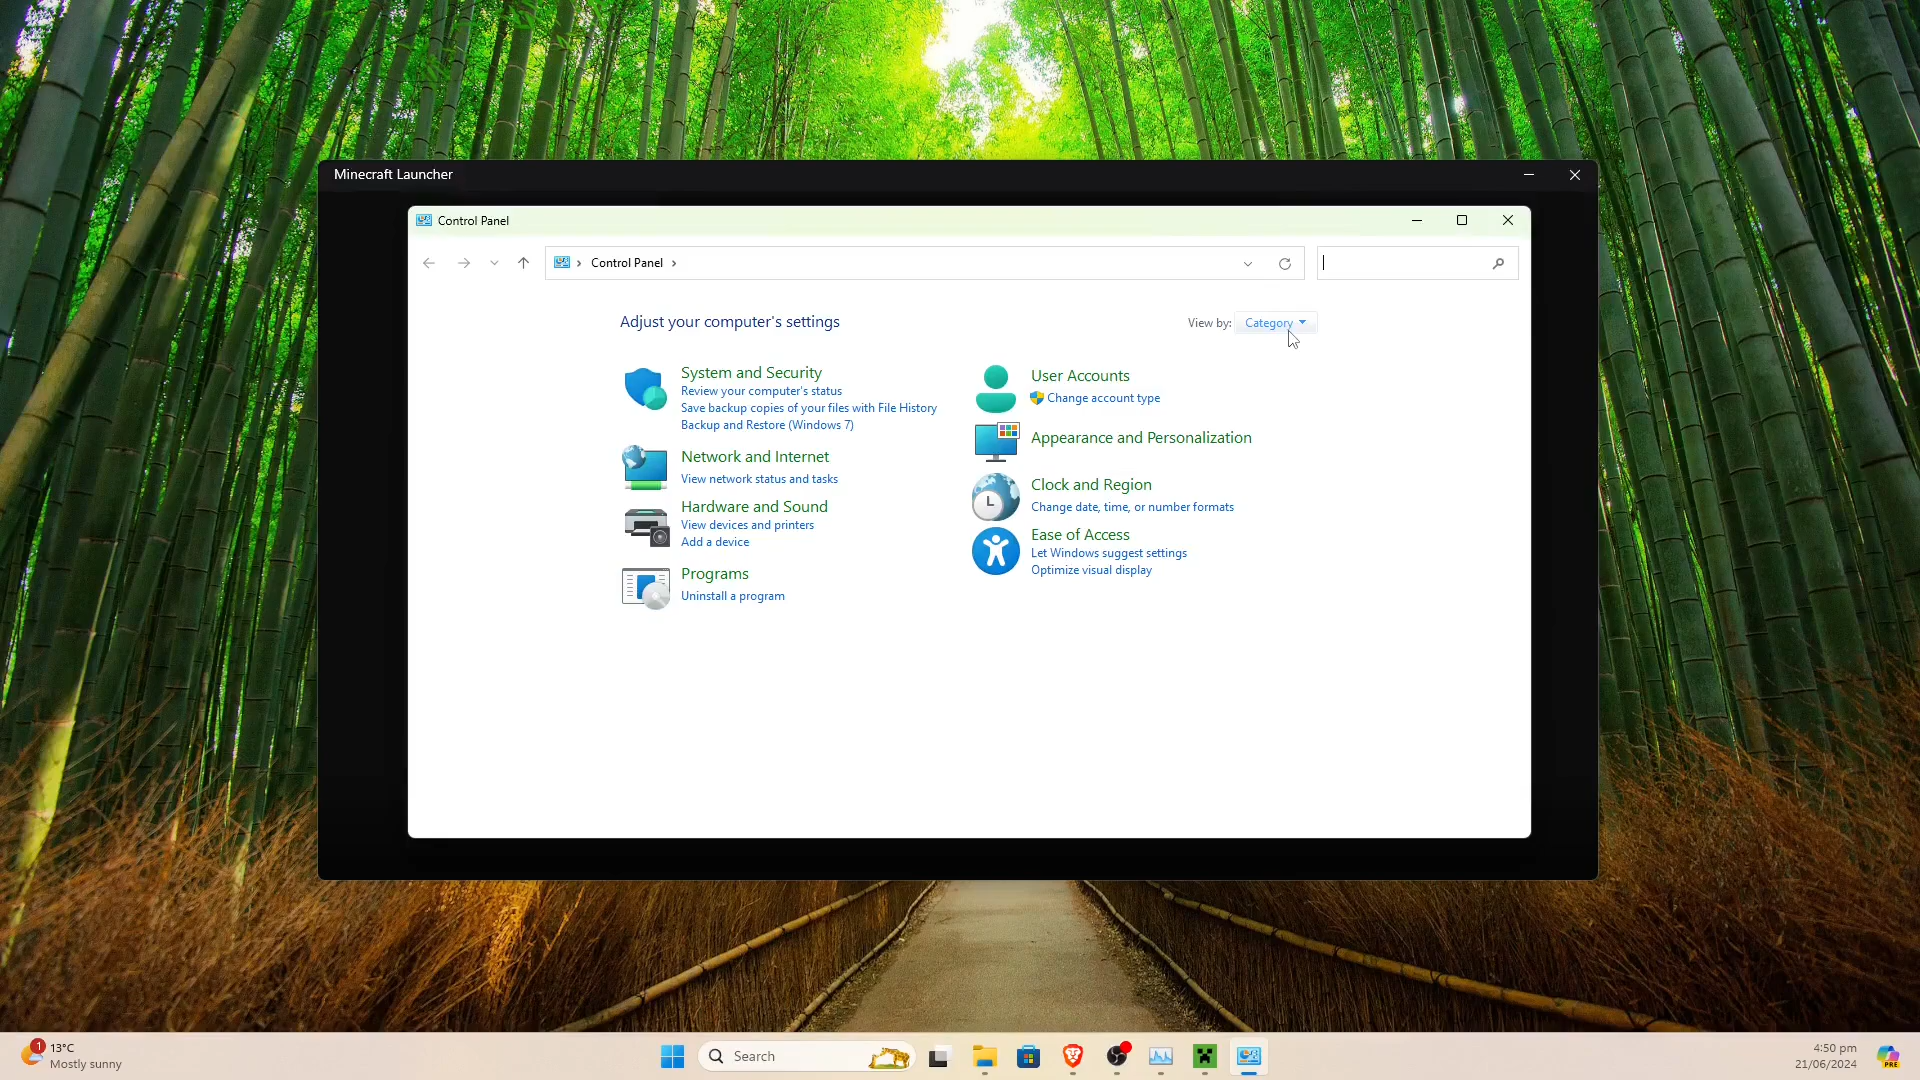 Minecraft Launcher
Control Panel
Control Panel
Adjust your computer's settings
View by: Category
System and Security
Review your computer's status
Save backup copies of your files with File History
Backup and Restore (Windows 7)
Network and Internet
View network status and tasks
Hardware and Sound
View devices and printers
Add a device
Programs
Uninstall a program
User Accounts
Change account type
Appearance and Personalization
Clock and Region
Change date, time, or number formats
Ease of Access
Let Windows suggest settings
Optimize visual display
1
13°C
Mostly sunny
Search
4:50 pm
21/06/2024
PRE